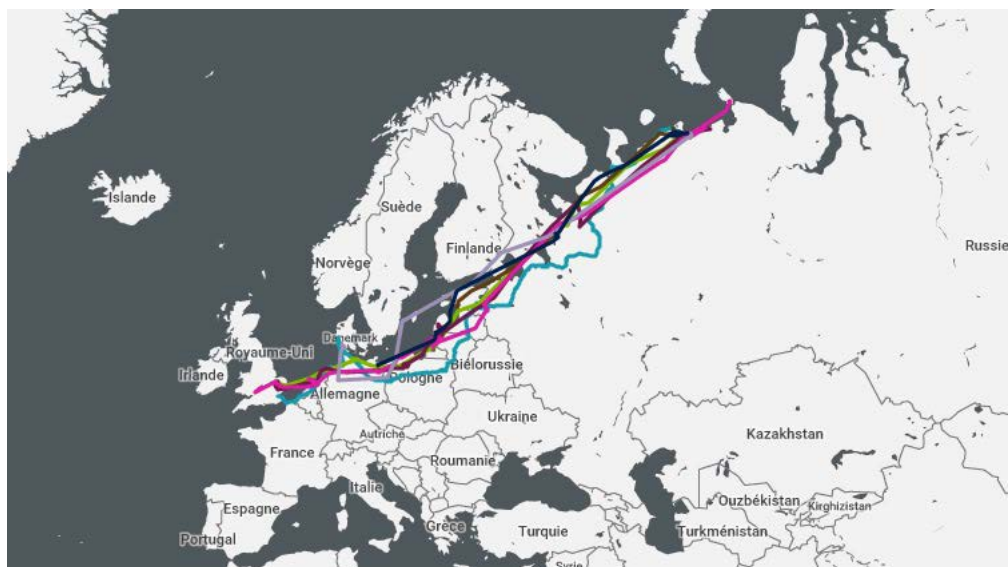 Islande
Suède
Finlande
Norvège
Russie
Danemark
Royaume-Uni
Irlande
Biélorussie
Pologne
Allemagne
Ukraine
Autriche
Kazakhstan
France
Roumanie
Italie
Ouzbékistan
Kirghizistan
Espagne
Grèce
Turquie
Turkménistan
Portugal
Syrie